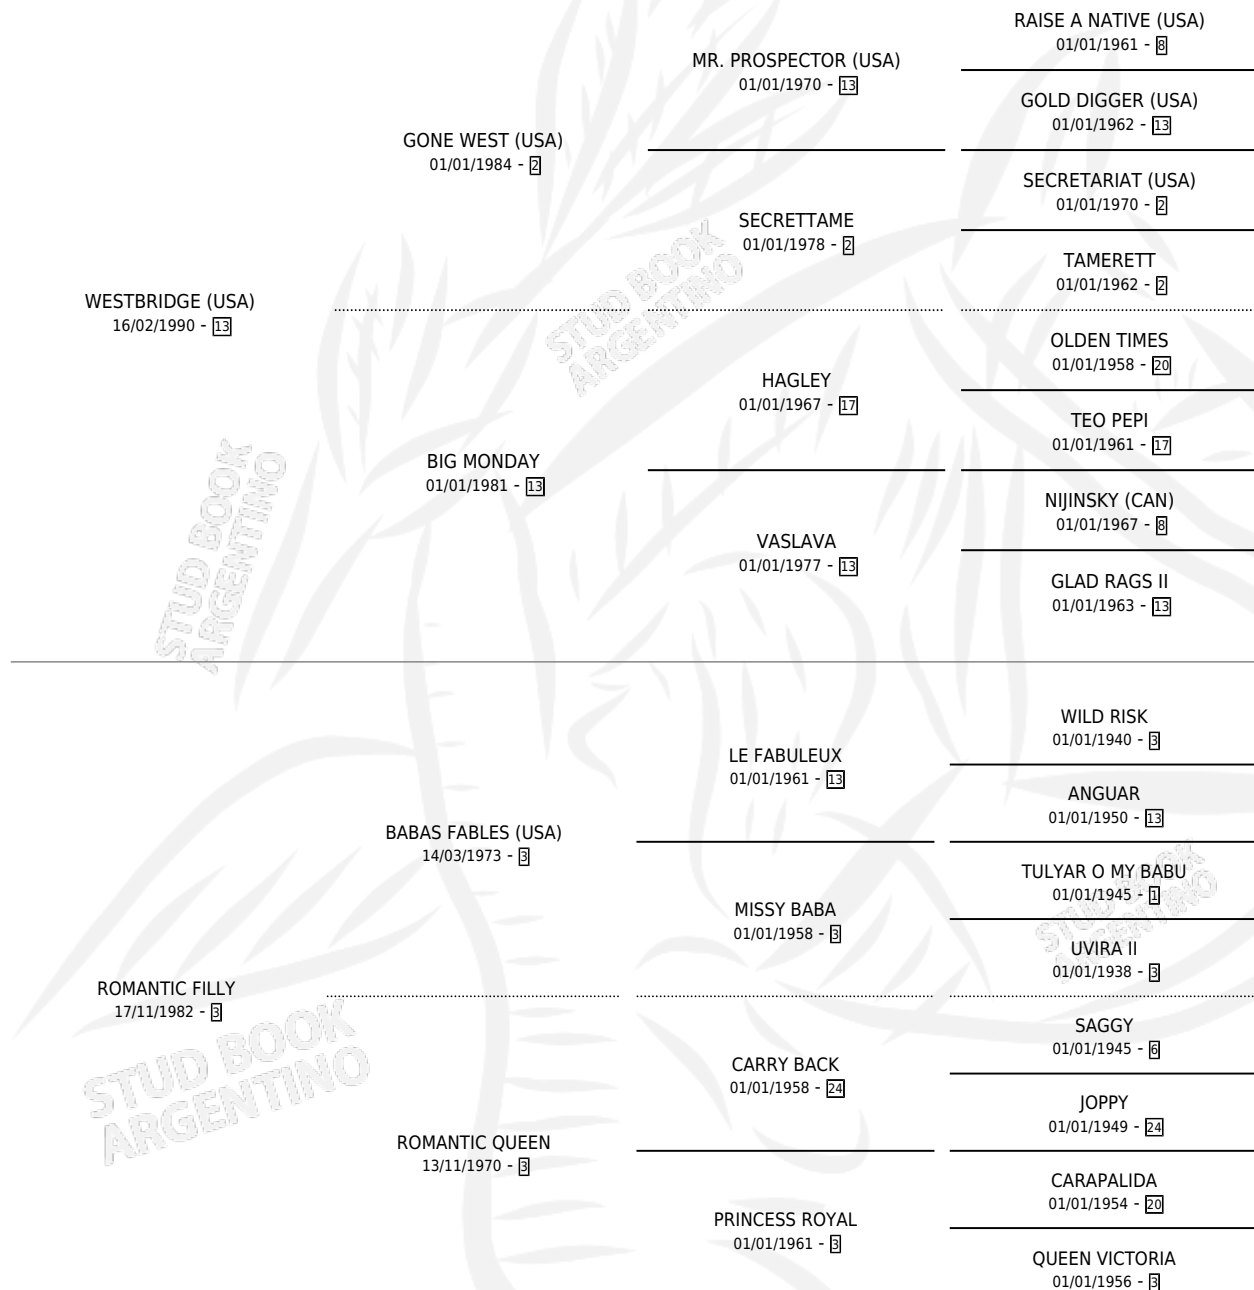 RAISE A NATIVE (USA)
01/01/1961 - 8
MR. PROSPECTOR (USA)
01/01/1970 - 13
GOLD DIGGER (USA)
01/01/1962 - 13
GONE WEST (USA)
01/01/1984 - 2
SECRETARIAT (USA)
01/01/1970 - 2
SECRETTAME
01/01/1978 - 2
TAMERETT
01/01/1962 - 2
WESTBRIDGE (USA)
16/02/1990 - 13
OLDEN TIMES
01/01/1958 - 20
HAGLEY
01/01/1967 - 17
TEO PEPI
01/01/1961 - 17
BIG MONDAY
01/01/1981 - 13
NIJINSKY (CAN)
01/01/1967 - 8
VASLAVA
01/01/1977 - 13
GLAD RAGS II
01/01/1963 - 13
WILD RISK
01/01/1940 - 3
LE FABULEUX
01/01/1961 - 13
ANGUAR
01/01/1950 - 13
BABAS FABLES (USA)
14/03/1973 - 3
TULYAR O MY BABU
01/01/1945 - 1
MISSY BABA
01/01/1958 - 3
UVIRA II
01/01/1938 - 3
ROMANTIC FILLY
17/11/1982 - 3
SAGGY
01/01/1945 - 6
CARRY BACK
01/01/1958 - 24
JOPPY
01/01/1949 - 24
ROMANTIC QUEEN
13/11/1970 - 3
CARAPALIDA
01/01/1954 - 20
PRINCESS ROYAL
01/01/1961 - 3
QUEEN VICTORIA
01/01/1956 - 3
STUD BOOK
ARGENTINO
STUD BOOK
ARGENTINO
STUD BOOK
ARGENTINO
STUD BOOK
ARGENTINO